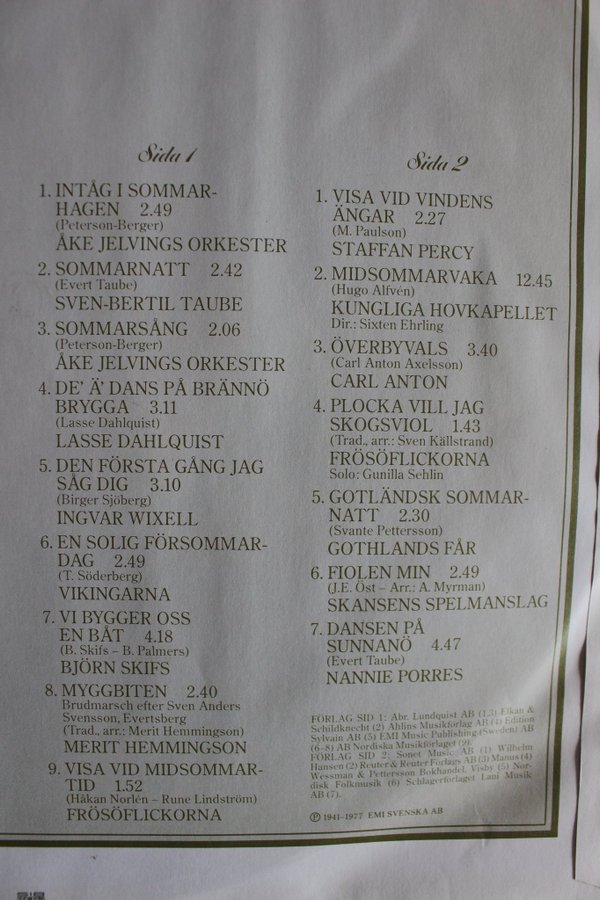 Sida 1
1. INTÅG I SOMMAR-
HAGEN 2.49
(Peterson-Berger)
ÅKE JELVINGS ORKESTER
2. SOMMARNATT 2.42
(Evert Taube)
SVEN-BERTIL TAUBE
3. SOMMARSÅNG 2.06
(Peterson-Berger)
ÅKE JELVINGS ORKESTER
4. DE' Ä' DANS PÅ BRÄNNÖ
BRYGGA 3.11
(Lasse Dahlquist)
LASSE DAHLQUIST
5. DEN FÖRSTA GÅNG JAG
SÅG DIG 3.10
(Birger Sjöberg)
INGVAR WIXELL
6. EN SOLIG FÖRSOMMAR-
DAG 2.49
(T. Söderberg)
VIKINGARNA
7. VI BYGGER OSS
EN BÅT 4.18
(B. Skifs – B. Palmers)
BJÖRN SKIFS
8. MYGGBITEN 2.40
Brudmarsch efter Sven Anders
Svensson, Evertsberg
(Trad., arr.: Merit Hemmingson)
MERIT HEMMINGSON
9. VISA VID MIDSOMMAR-
TID 1.52
(Håkan Norlén – Rune Lindström)
FRÖSÖFLICKORNA
Sida 2
1. VISA VID VINDENS
ÄNGAR 2.27
(M. Paulson)
STAFFAN PERCY
2. MIDSOMMARVAKA 12.45
(Hugo Alfvén)
KUNGLIGA HOVKAPELLET
Dir.: Sixten Ehrling
3. ÖVERBYVALS 3.40
(Carl Anton Axelsson)
CARL ANTON
4. PLOCKA VILL JAG
SKOGSVIOL 1.43
(Trad., arr.: Sven Källstrand)
FRÖSÖFLICKORNA
Solo: Gunilla Sehlin
5. GOTLÄNDSK SOMMAR-
NATT 2.30
(Svante Pettersson)
GOTHLANDS FÅR
6. FIOLEN MIN 2.49
(J.E. Öst – Arr.: A. Myrman)
SKANSENS SPELMANSLAG
7. DANSEN PÅ
SUNNANÖ 4.47
(Evert Taube)
NANNIE PORRES
FÖRLAG SID 1: Abr. Lundquist AB (1,3) Elkan &
Schildknecht (2) Åhlins Musikförlag AB (4) Edition
Sylvain AB (5) EMI Music Publishing (Sweden) AB
(6–8) AB Nordiska Musikförlaget (9).
FÖRLAG SID 2: Sonet Music AB (1) Wilhelm
Hansen (2) Reuter & Reuter Förlags AB (3) Manus (4)
Wessman & Pettersson Bokhandel, Visby (5) Nor-
disk Folkmusik (6) Schlagerförlaget Lani Musik
AB (7).
Ⓟ 1941–1977 EMI SVENSKA AB